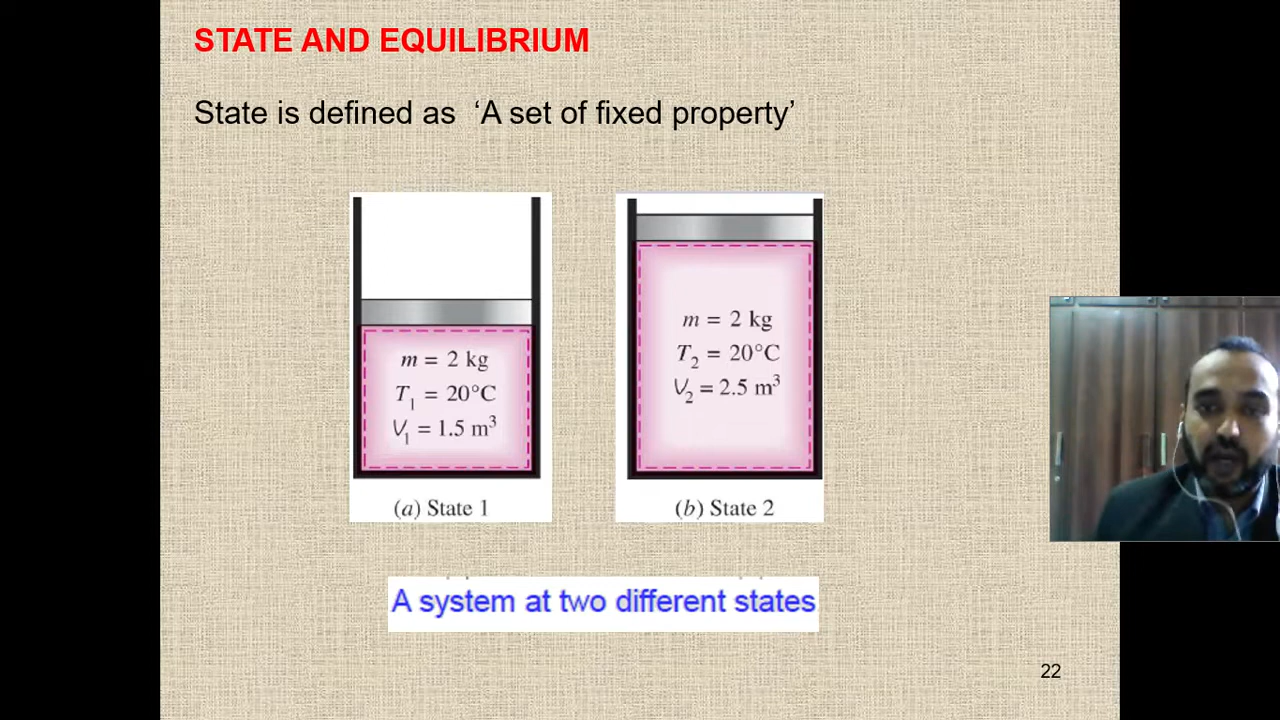 STATE AND EQUILIBRIUM
State is defined as ‘A set of fixed property’
m = 2 kg
T₁ = 20°C
V₁ = 1.5 m³
(a) State 1
m = 2 kg
T₂ = 20°C
V₂ = 2.5 m³
(b) State 2
A system at two different states
22